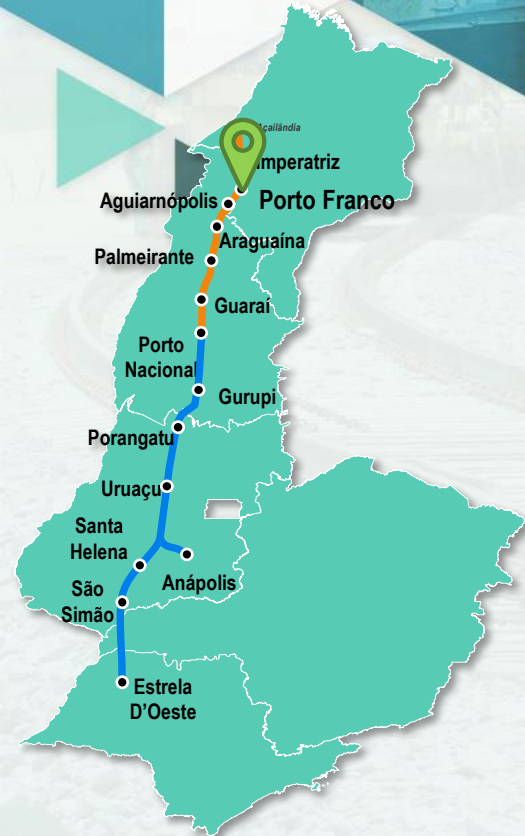 Açailândia
Imperatriz
Aguiarnópolis
Porto Franco
Araguaína
Palmeirante
Guaraí
Porto
Nacional
Gurupi
Porangatu
Uruaçu
Santa
Helena
Anápolis
São
Simão
Estrela
D'Oeste